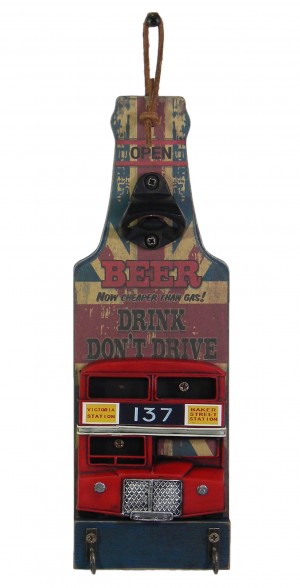 OPEN
BEER
NOW CHEAPER THAN GAS!
DRINK
DON'T DRIVE
VICTORIA
STATION
137
BAKER
STREET
STATION